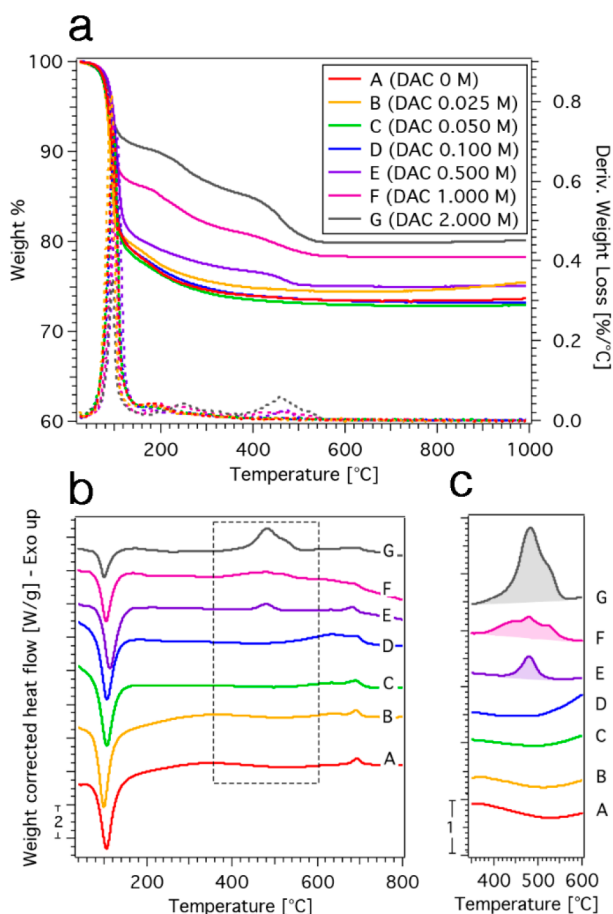 a
100
90
80
70
60
Weight %
A (DAC 0 M)
B (DAC 0.025 M)
C (DAC 0.050 M)
D (DAC 0.100 M)
E (DAC 0.500 M)
F (DAC 1.000 M)
G (DAC 2.000 M)
0.8
0.6
0.4
0.2
0.0
Deriv. Weight Loss [%/°C]
200 400 600 800 1000
Temperature [°C]
b
Weight corrected heat flow [W/g] - Exo up
2
G
F
E
D
C
B
A
200 400 600 800
Temperature [°C]
c
G
F
E
D
C
B
A
1
400 500 600
[°C]